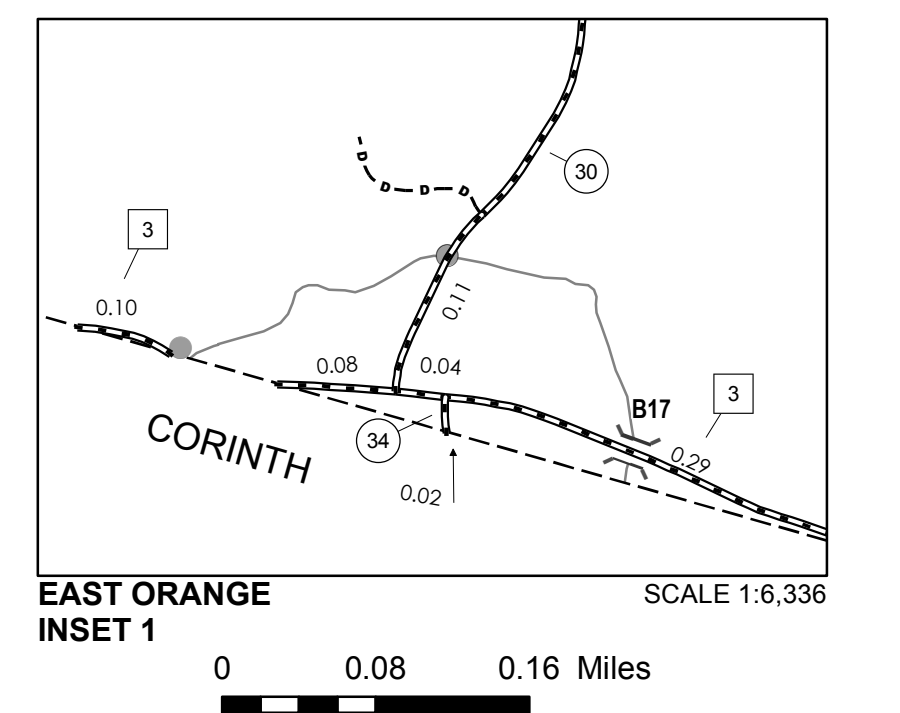 30
D
D D D
3
0.10
0.11
0.08 0.04
3
B17
34
CORINTH
0.29
0.02
EAST ORANGE SCALE 1:6,336
INSET 1
0 0.08 0.16 Miles